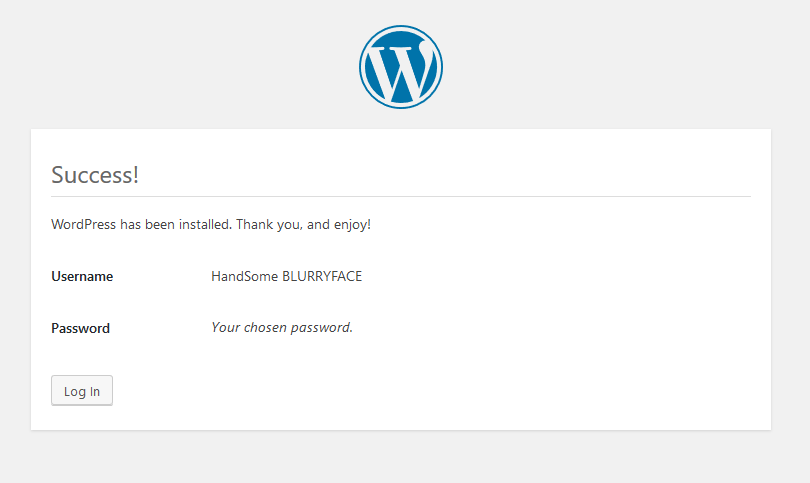 Success!
WordPress has been installed. Thank you, and enjoy!
Username HandSome BLURRYFACE
Password Your chosen password.
Log In